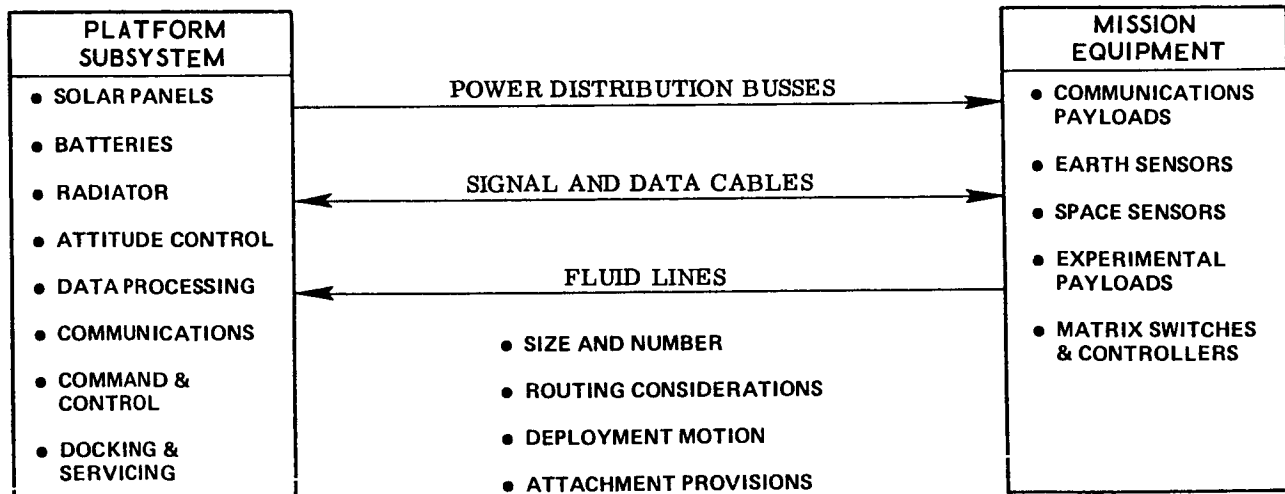 PLATFORM
SUBSYSTEM
• SOLAR PANELS
• BATTERIES
• RADIATOR
• ATTITUDE CONTROL
• DATA PROCESSING
• COMMUNICATIONS
• COMMAND &
CONTROL
• DOCKING &
SERVICING
POWER DISTRIBUTION BUSSES
SIGNAL AND DATA CABLES
FLUID LINES
• SIZE AND NUMBER
• ROUTING CONSIDERATIONS
• DEPLOYMENT MOTION
• ATTACHMENT PROVISIONS
MISSION
EQUIPMENT
• COMMUNICATIONS
PAYLOADS
• EARTH SENSORS
• SPACE SENSORS
• EXPERIMENTAL
PAYLOADS
• MATRIX SWITCHES
& CONTROLLERS